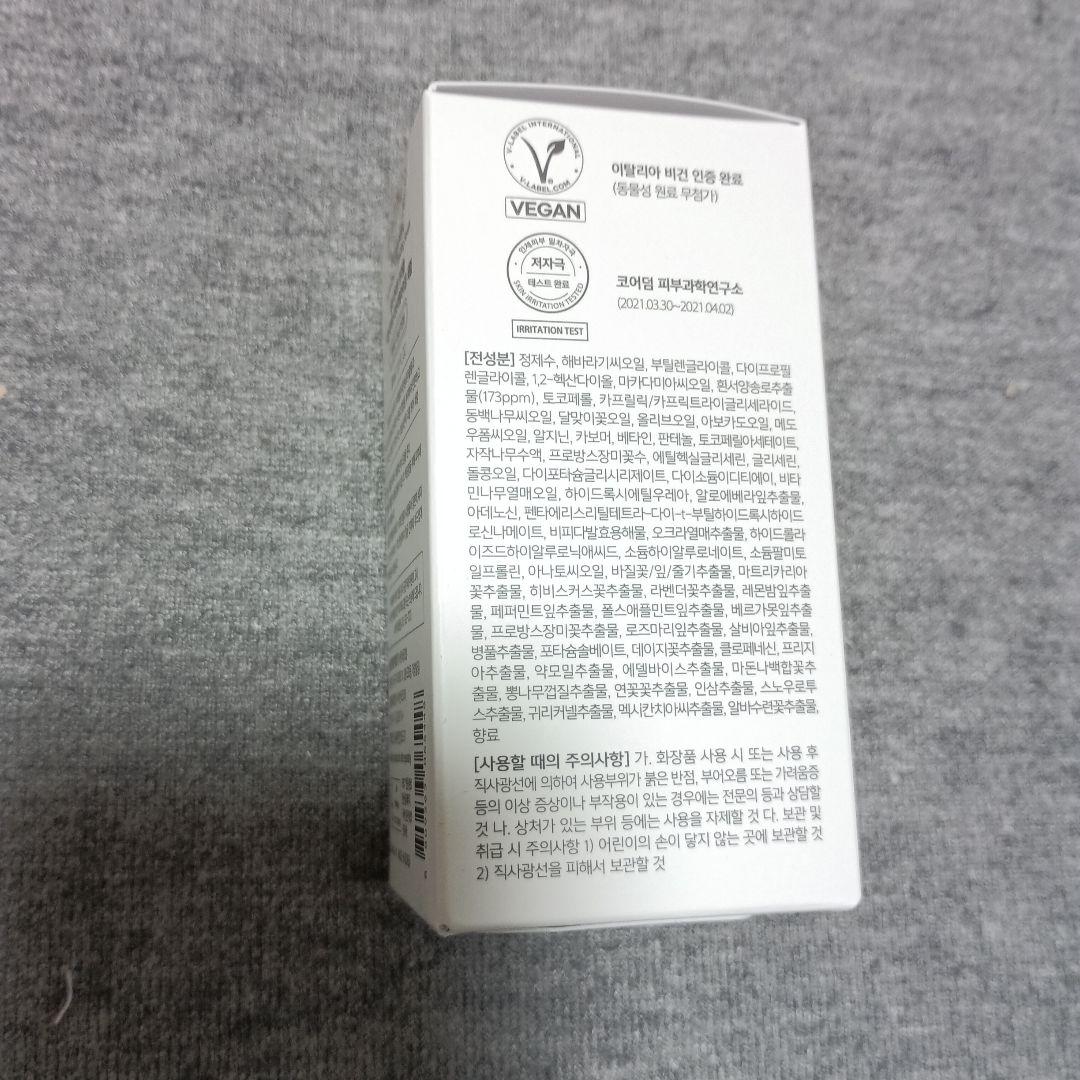 V-LABEL INTERNATIONAL
V-LABEL.COM
VEGAN
이탈리아 비건 인증 완료
(동물성 원료 무첨가)
인체피부 일차자극
저자극
테스트 완료
SKIN IRRITATION TESTED
IRRITATION TEST
코어덤 피부과학연구소
(2021.03.30~2021.04.02)
[전성분] 정제수, 해바라기씨오일, 부틸렌글라이콜, 다이프로필
렌글라이콜, 1,2-헥산다이올, 마카다미아씨오일, 흰서양송로추출
물(173ppm), 토코페롤, 카프릴릭/카프릭트라이글리세라이드,
동백나무씨오일, 달맞이꽃오일, 올리브오일, 아보카도오일, 메도
우폼씨오일, 알지닌, 카보머, 베타인, 판테놀, 토코페릴아세테이트,
자작나무수액, 프로방스장미꽃수, 에틸헥실글리세린, 글리세린,
돌콩오일, 다이포타슘글리시리제이트, 다이소듐이디티에이, 비타
민나무열매오일, 하이드록시에틸우레아, 알로에베라잎추출물,
아데노신, 펜타에리스리틸테트라-다이-t-부틸하이드록시하이드
로신나메이트, 비피다발효용해물, 오크라열매추출물, 하이드롤라
이즈드하이알루로닉애씨드, 소듐하이알루로네이트, 소듐팔미토
일프롤린, 아나토씨오일, 바질꽃/잎/줄기추출물, 마트리카리아
꽃추출물, 히비스커스꽃추출물, 라벤더꽃추출물, 레몬밤잎추출
물, 페퍼민트잎추출물, 폴스애플민트잎추출물, 베르가못잎추출
물, 프로방스장미꽃추출물, 로즈마리잎추출물, 살비아잎추출물,
병풀추출물, 포타슘솔베이트, 데이지꽃추출물, 클로페네신, 프리지
아추출물, 약모밀추출물, 에델바이스추출물, 마돈나백합꽃추
출물, 뽕나무껍질추출물, 연꽃꽃추출물, 인삼추출물, 스노우로투
스추출물, 귀리커넬추출물, 멕시칸치아씨추출물, 알바수련꽃추출물,
향료
[사용할 때의 주의사항] 가. 화장품 사용 시 또는 사용 후
직사광선에 의하여 사용부위가 붉은 반점, 부어오름 또는 가려움증
등의 이상 증상이나 부작용이 있는 경우에는 전문의 등과 상담할
것 나. 상처가 있는 부위 등에는 사용을 자제할 것 다. 보관 및
취급 시 주의사항 1) 어린이의 손이 닿지 않는 곳에 보관할 것
2) 직사광선을 피해서 보관할 것